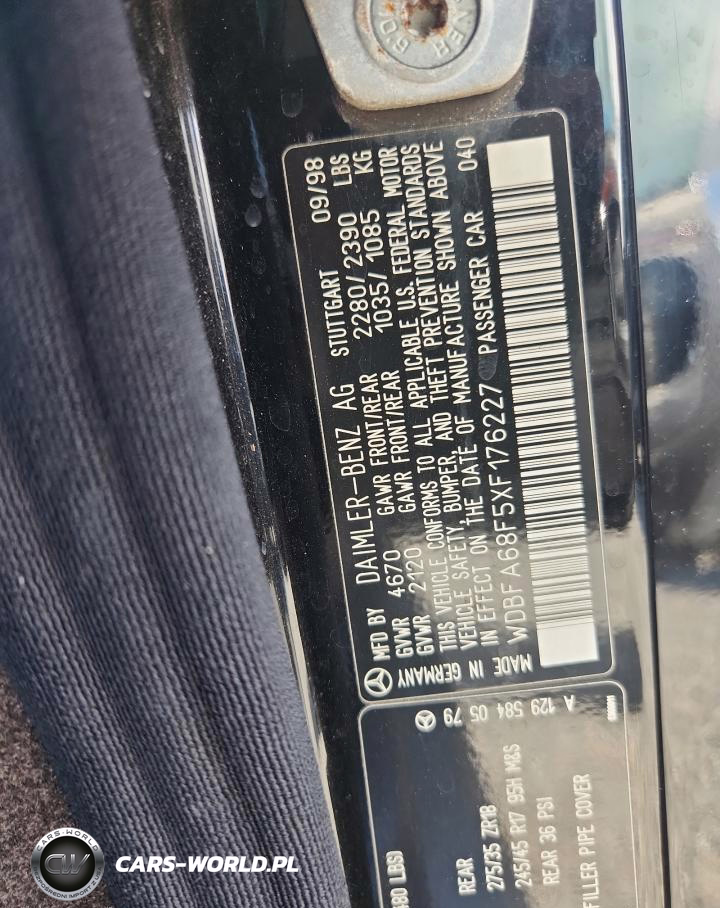 MFD BY DAIMLER-BENZ AG STUTTGART 09/98
GVWR 4670 GAWR FRONT/REAR 2280/2390 LBS
GVWR 2120 GAWR FRONT/REAR 1035/1085 KG
THIS VEHICLE CONFORMS TO ALL APPLICABLE U.S. FEDERAL MOTOR
VEHICLE SAFETY, BUMPER, AND THEFT PREVENTION STANDARDS
IN EFFECT ON THE DATE OF MANUFACTURE SHOWN ABOVE
WDBFA68F5XF176227 PASSENGER CAR 040
MADE IN GERMANY
A 129 584 05 79
480 LBS)
REAR
275/35 ZR18
245/45 R17 95H M&S
REAR 36 PSI
FILLER PIPE COVER
CW
CARS-WORLD.PL